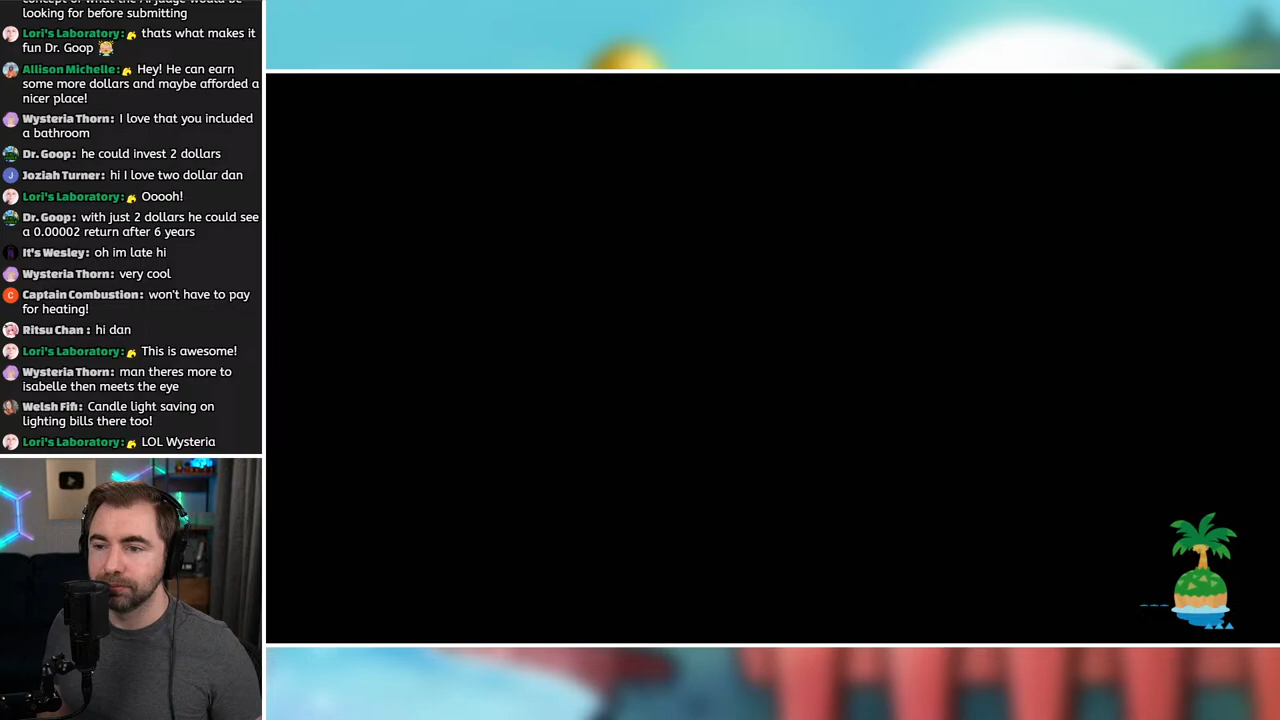 looking for before submitting
Lori's Laboratory: thats what makes it
fun Dr. Goop
Allison Michelle: Hey! He can earn
some more dollars and maybe afforded a
nicer place!
Wysteria Thorn: I love that you included
a bathroom
Dr. Goop: he could invest 2 dollars
Joziah Turner: hi I love two dollar dan
Lori's Laboratory: Ooooh!
Dr. Goop: with just 2 dollars he could see
a 0.00002 return after 6 years
It's Wesley: oh im late hi
Wysteria Thorn: very cool
C Captain Combustion: won't have to pay
for heating!
Ritsu Chan : hi dan
Lori's Laboratory: This is awesome!
Wysteria Thorn: man theres more to
isabelle then meets the eye
Welsh Fifi: Candle light saving on
lighting bills there too!
Lori's Laboratory: LOL Wysteria